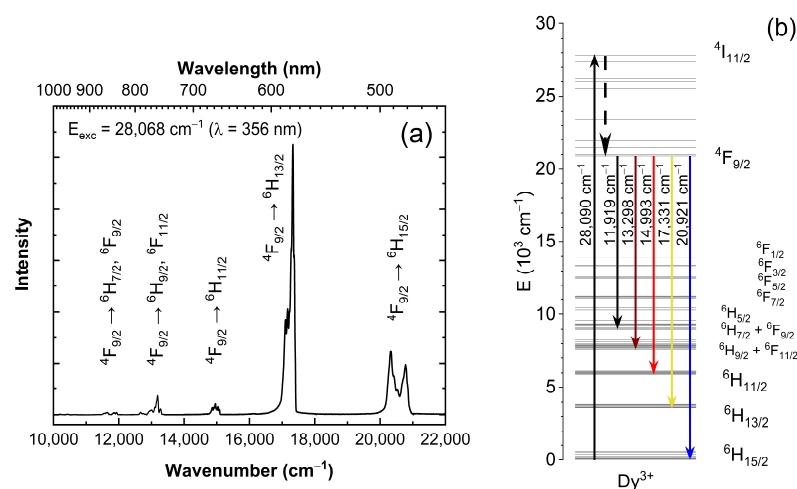 Wavelength (nm)
1000 900 800 700 600 500
E_exc = 28,068 cm⁻¹ (λ = 356 nm)
(a)
Intensity
⁴F₉/₂ → ⁶H₇/₂, ⁶F₉/₂
⁴F₉/₂ → ⁶H₉/₂, ⁶F₁₁/₂
⁴F₉/₂ → ⁶H₁₁/₂
⁴F₉/₂ → ⁶H₁₃/₂
⁴F₉/₂ → ⁶H₁₅/₂
10,000 12,000 14,000 16,000 18,000 20,000 22,000
Wavenumber (cm⁻¹)
(b)
E (10³ cm⁻¹)
30
25
20
15
10
5
0
28,090 cm⁻¹
11,919 cm⁻¹
13,298 cm⁻¹
14,993 cm⁻¹
17,331 cm⁻¹
20,921 cm⁻¹
⁴I₁₁/₂
⁴F₉/₂
⁶F₁/₂
⁶F₃/₂
⁶F₅/₂
⁶F₇/₂
⁶H₅/₂
⁶H₇/₂ + ⁶F₉/₂
⁶H₉/₂ + ⁶F₁₁/₂
⁶H₁₁/₂
⁶H₁₃/₂
⁶H₁₅/₂
Dy³⁺